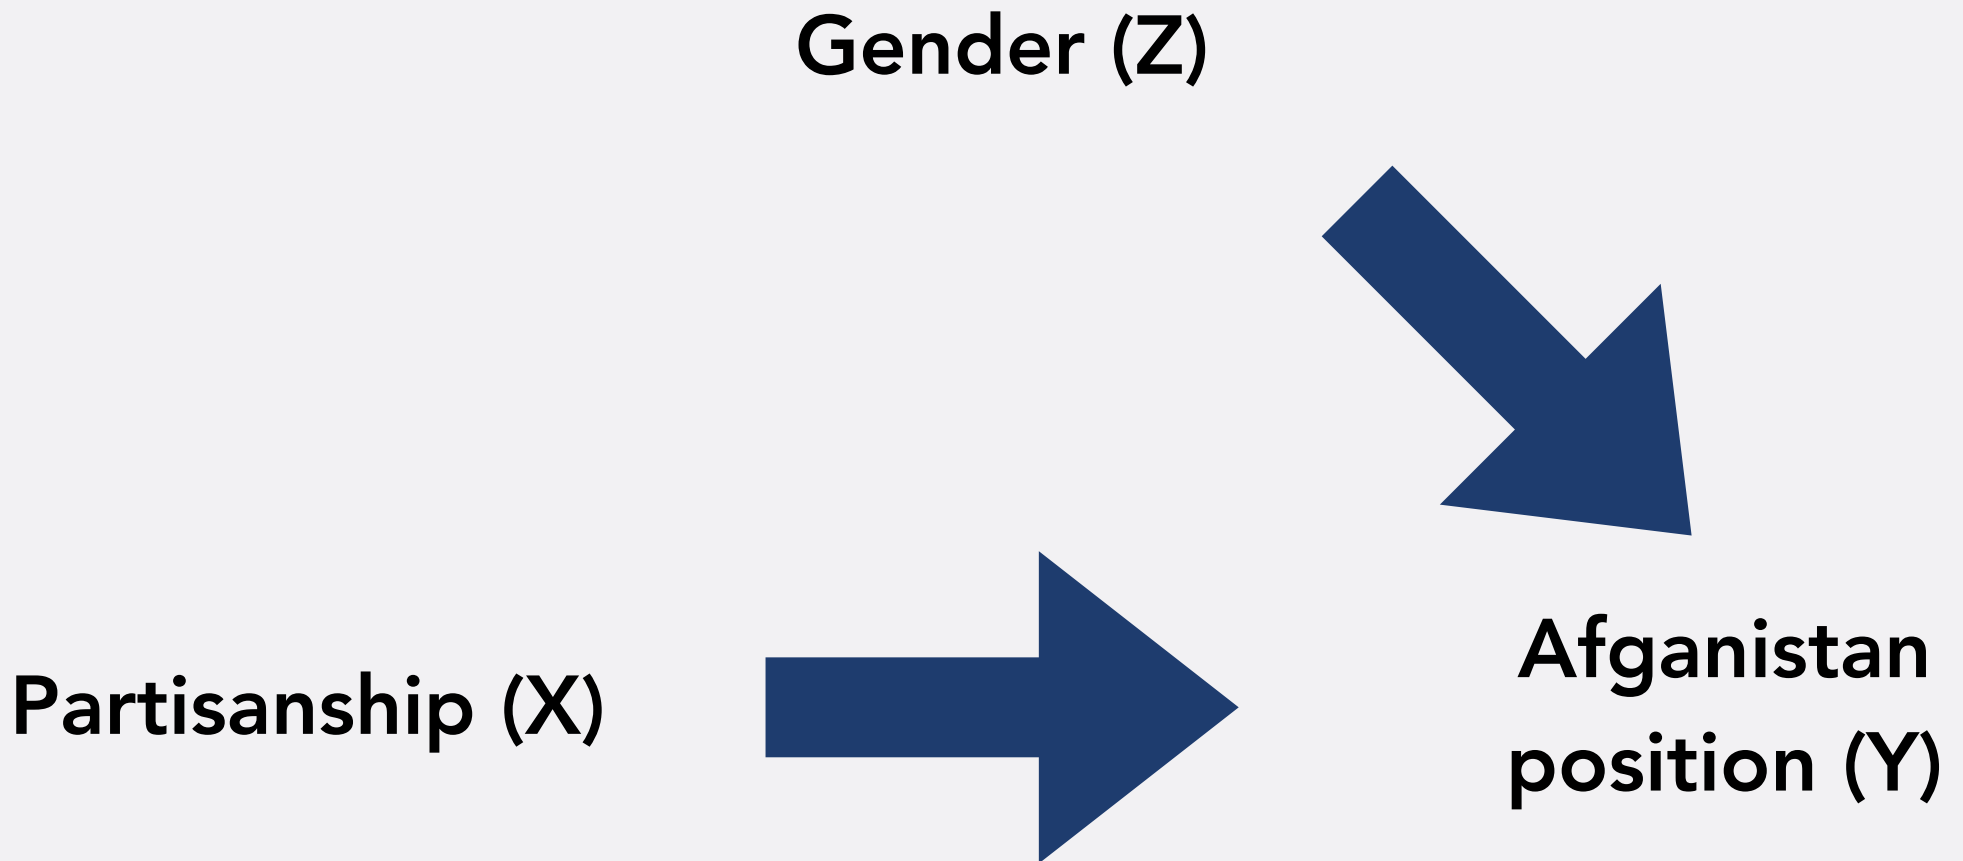 Gender (Z)
Partisanship (X)
Afganistan
position (Y)